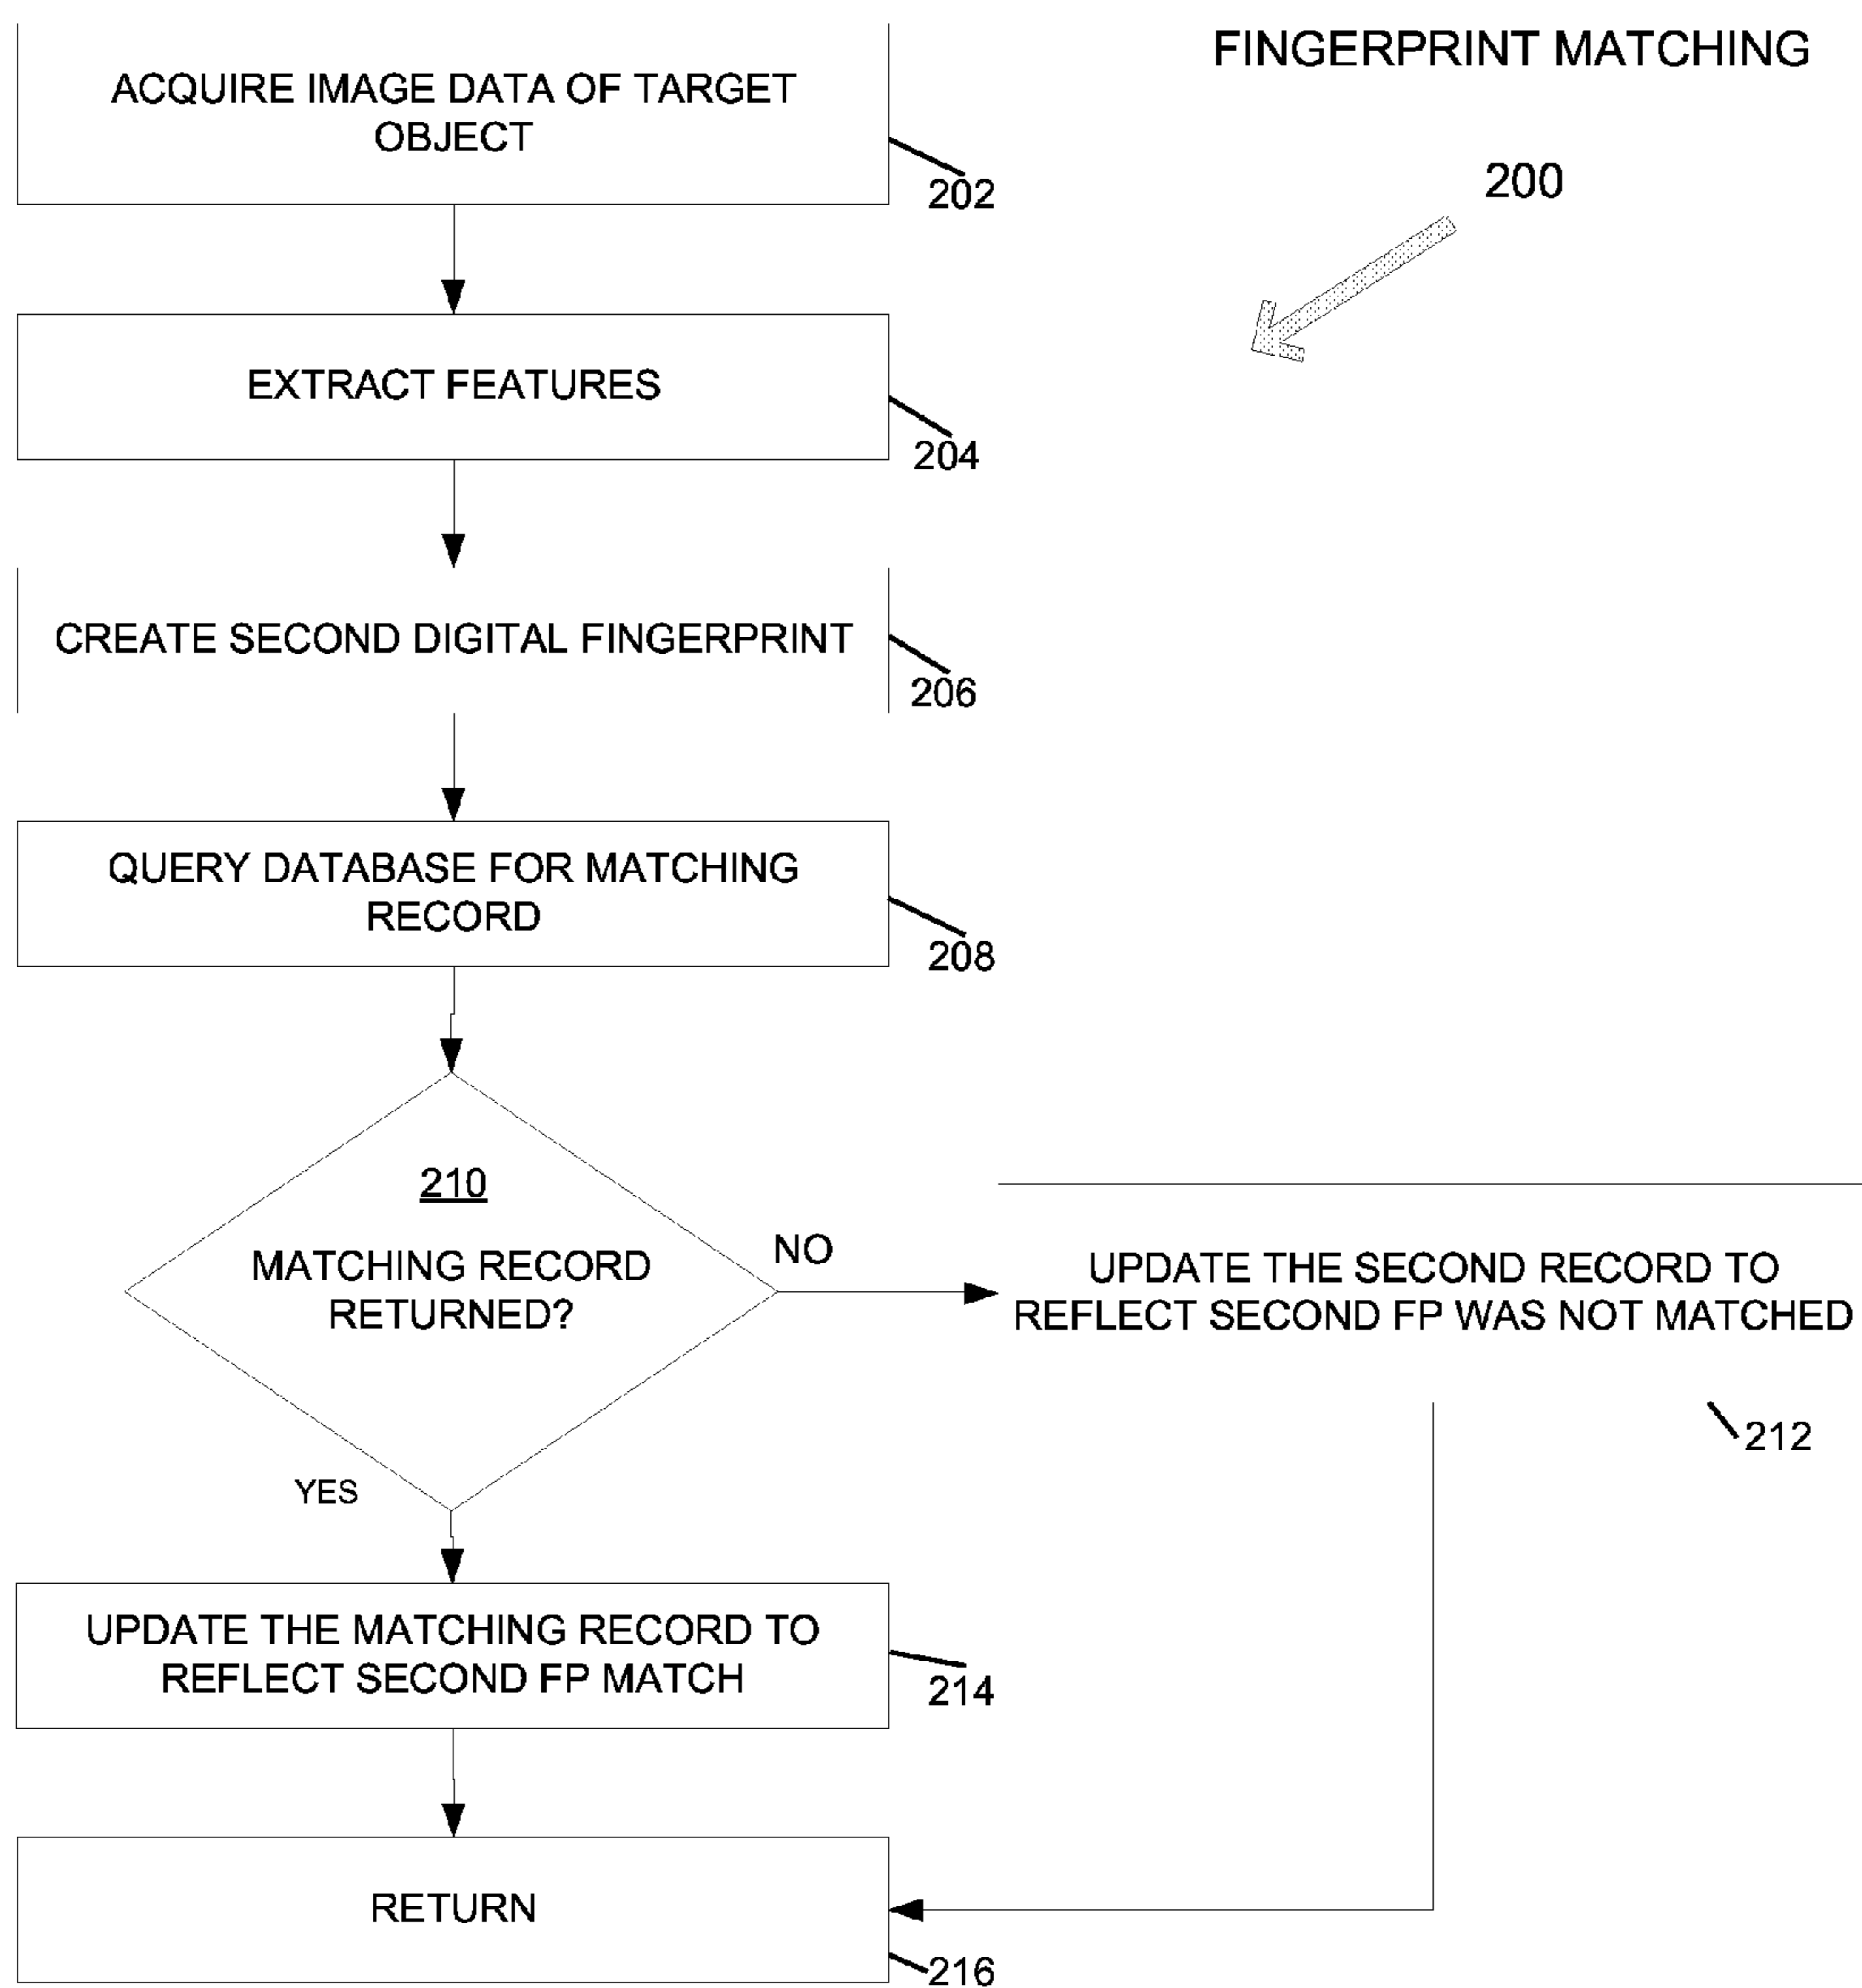 FINGERPRINT MATCHING
200
ACQUIRE IMAGE DATA OF TARGET
OBJECT
202
EXTRACT FEATURES
204
CREATE SECOND DIGITAL FINGERPRINT
206
QUERY DATABASE FOR MATCHING
RECORD
208
210
MATCHING RECORD
RETURNED?
NO
UPDATE THE SECOND RECORD TO
REFLECT SECOND FP WAS NOT MATCHED
212
YES
UPDATE THE MATCHING RECORD TO
REFLECT SECOND FP MATCH
214
RETURN
216